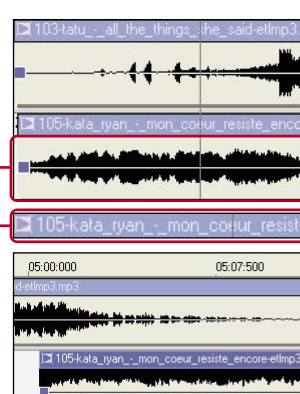 103-tatu_-_all_the_things_she_said-etlmp3.
105-kata_ryan_-_mon_coeur_resiste_enco
105-kata_ryan_-_mon_coeur_resist
05:00:000 05:07:500
d-etlmp3.mp3
105-kata_ryan_-_mon_coeur_resiste_encore-etlmp3